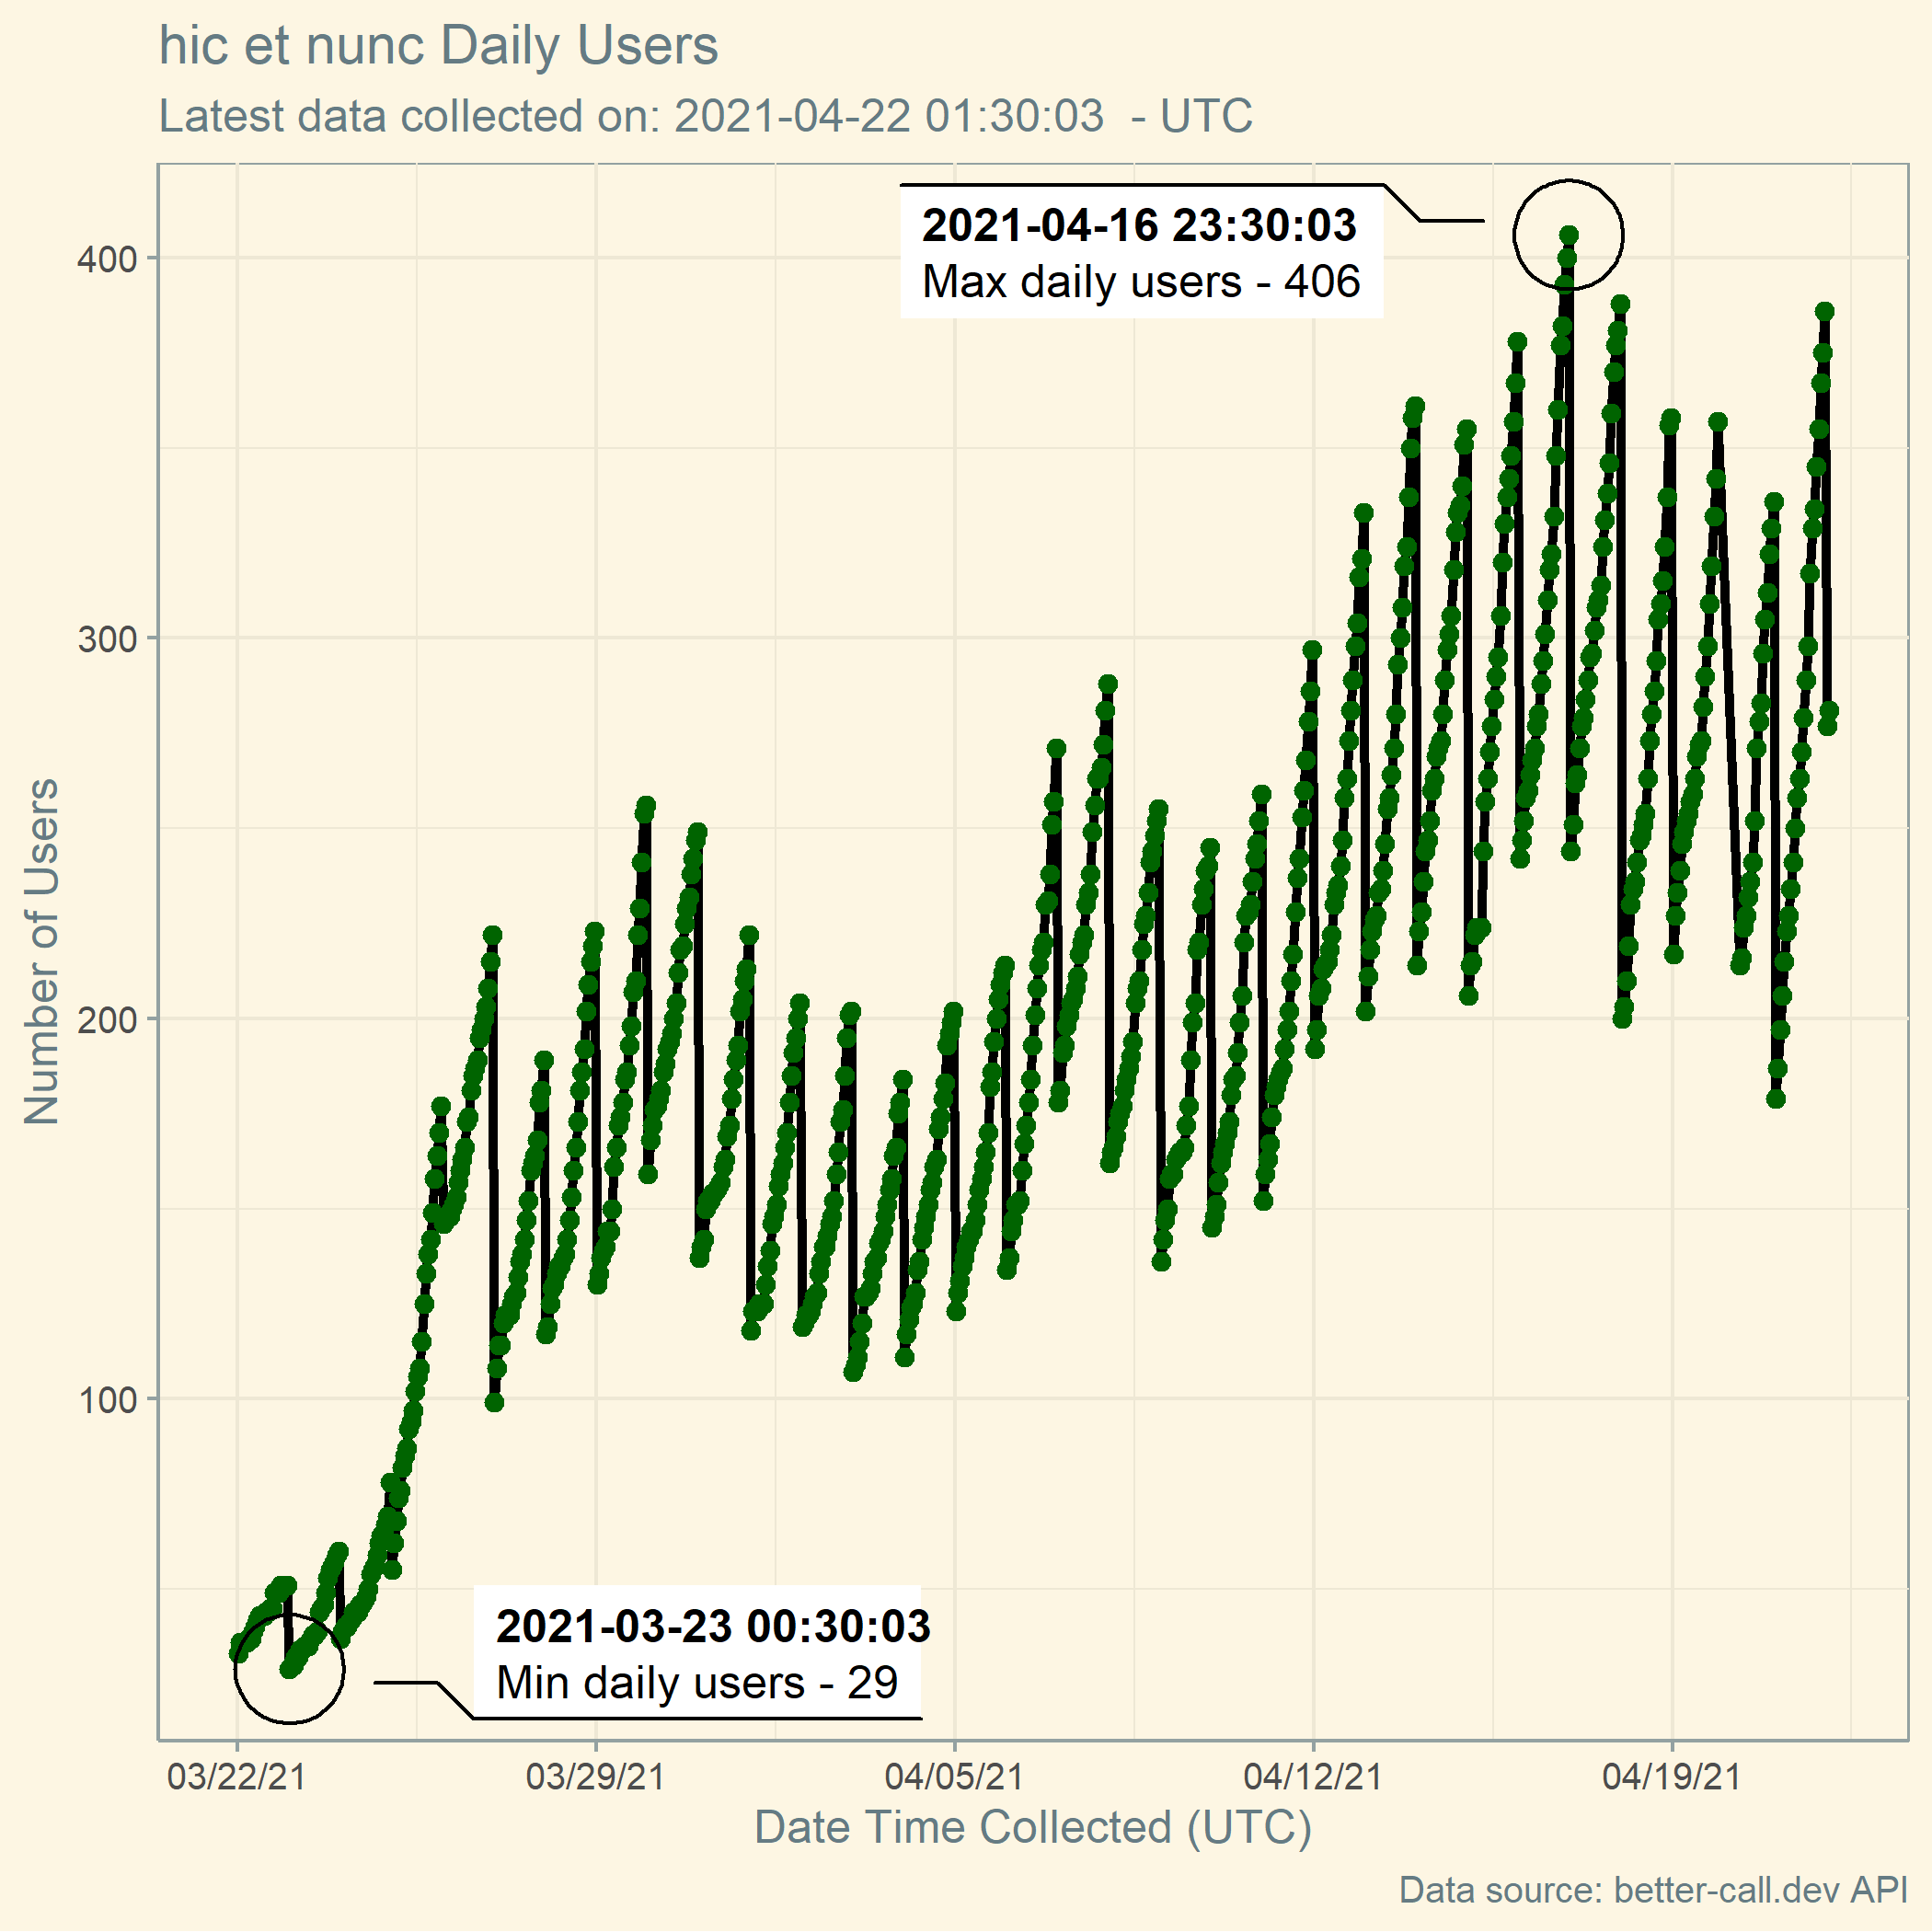 hic et nunc Daily Users
Latest data collected on: 2021-04-22 01:30:03  - UTC
2021-04-16 23:30:03
Max daily users - 406
400
300
200
100
Number of Users
2021-03-23 00:30:03
Min daily users - 29
03/22/21
03/29/21
04/05/21
04/12/21
04/19/21
Date Time Collected (UTC)
Data source: better-call.dev API